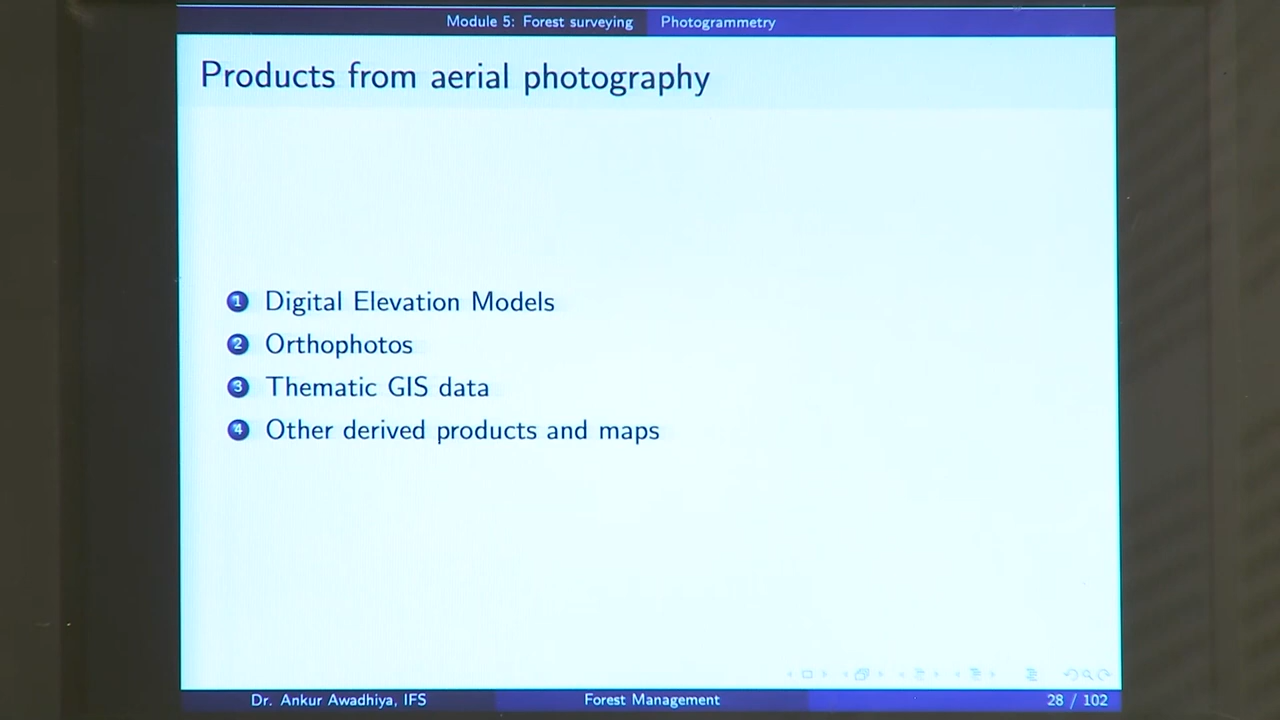 Module 5: Forest surveying Photogrammetry
Products from aerial photography
1 Digital Elevation Models
2 Orthophotos
3 Thematic GIS data
4 Other derived products and maps
Dr. Ankur Awadhiya, IFS Forest Management 28 / 102